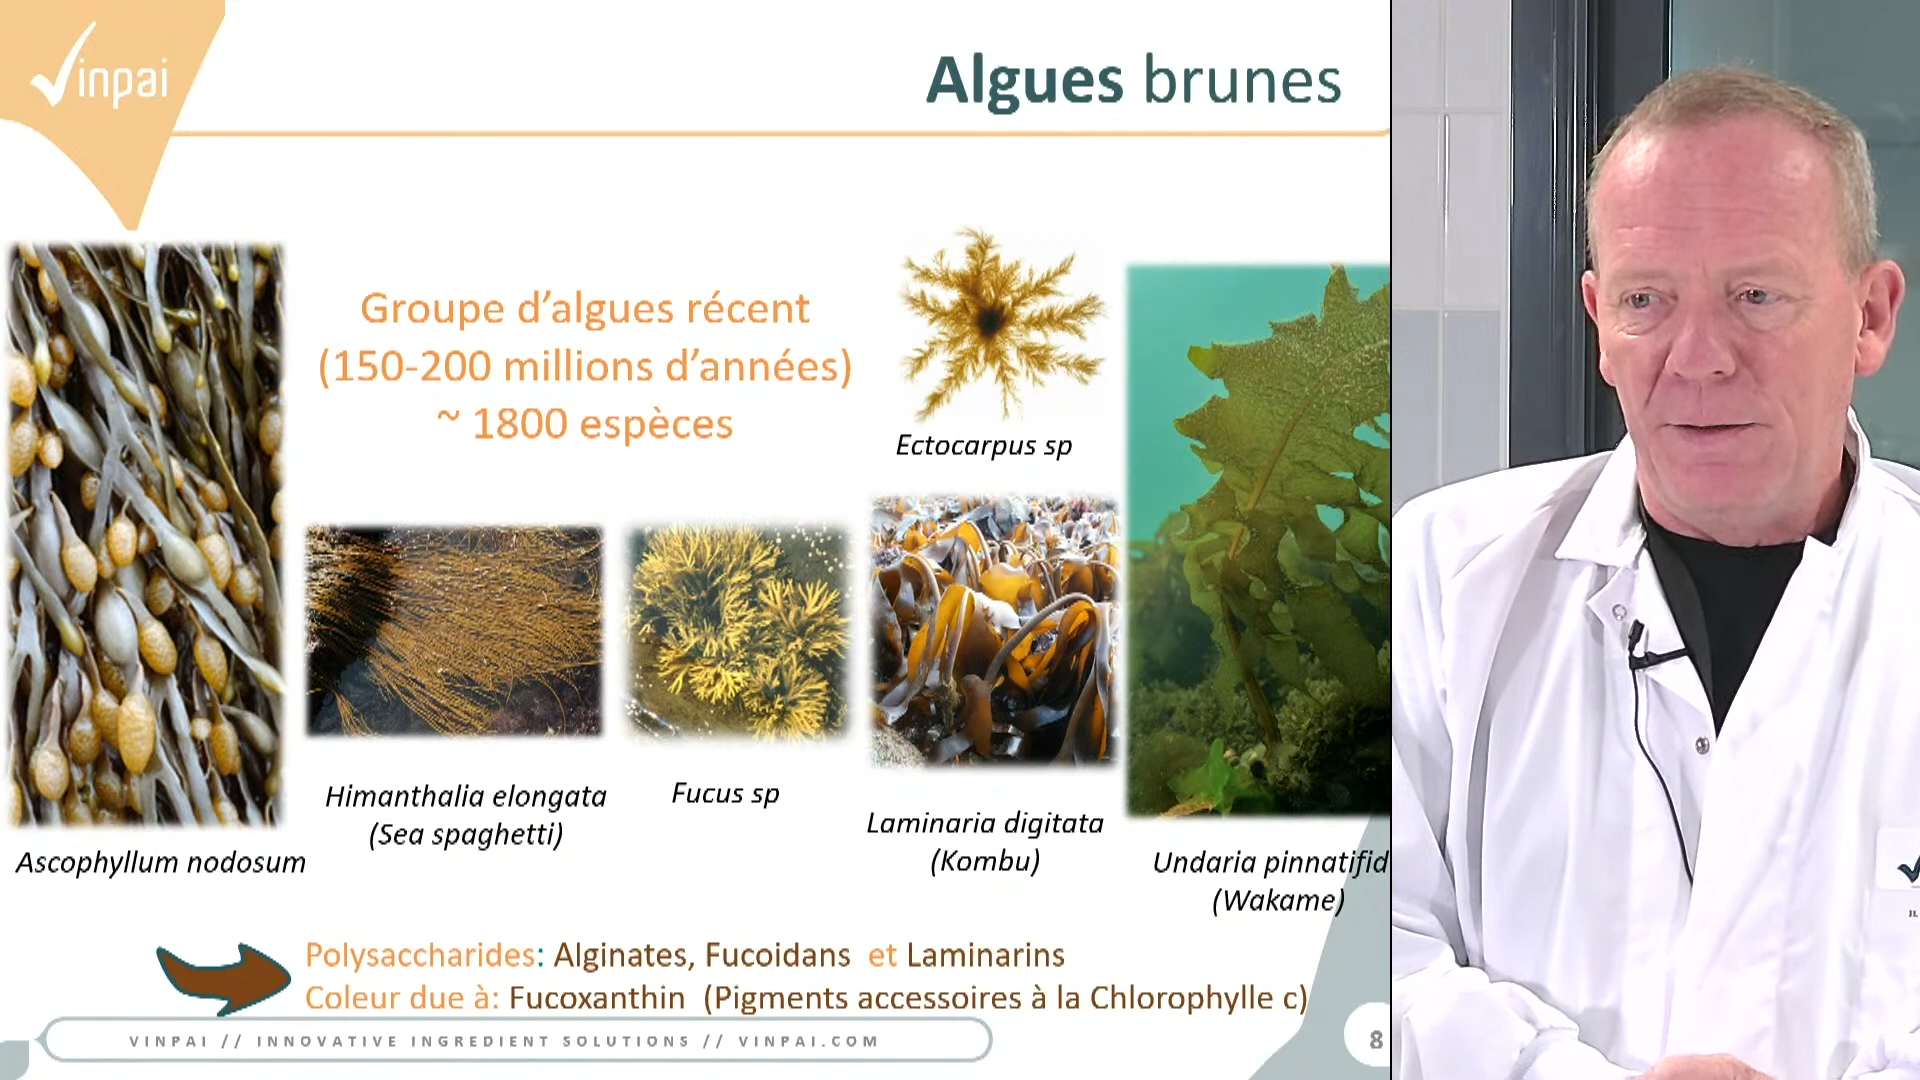 Vinpai
Algues brunes
Groupe d’algues récent
(150-200 millions d’années)
~ 1800 espèces
Ectocarpus sp
Himanthalia elongata
(Sea spaghetti)
Fucus sp
Laminaria digitata
(Kombu)
Ascophyllum nodosum
Undaria pinnatifid
(Wakame)
Polysaccharides: Alginates, Fucoidans et Laminarins
Coleur due à: Fucoxanthin (Pigments accessoires à la Chlorophylle c)
VINPAI // INNOVATIVE INGREDIENT SOLUTIONS // VINPAI.COM
8